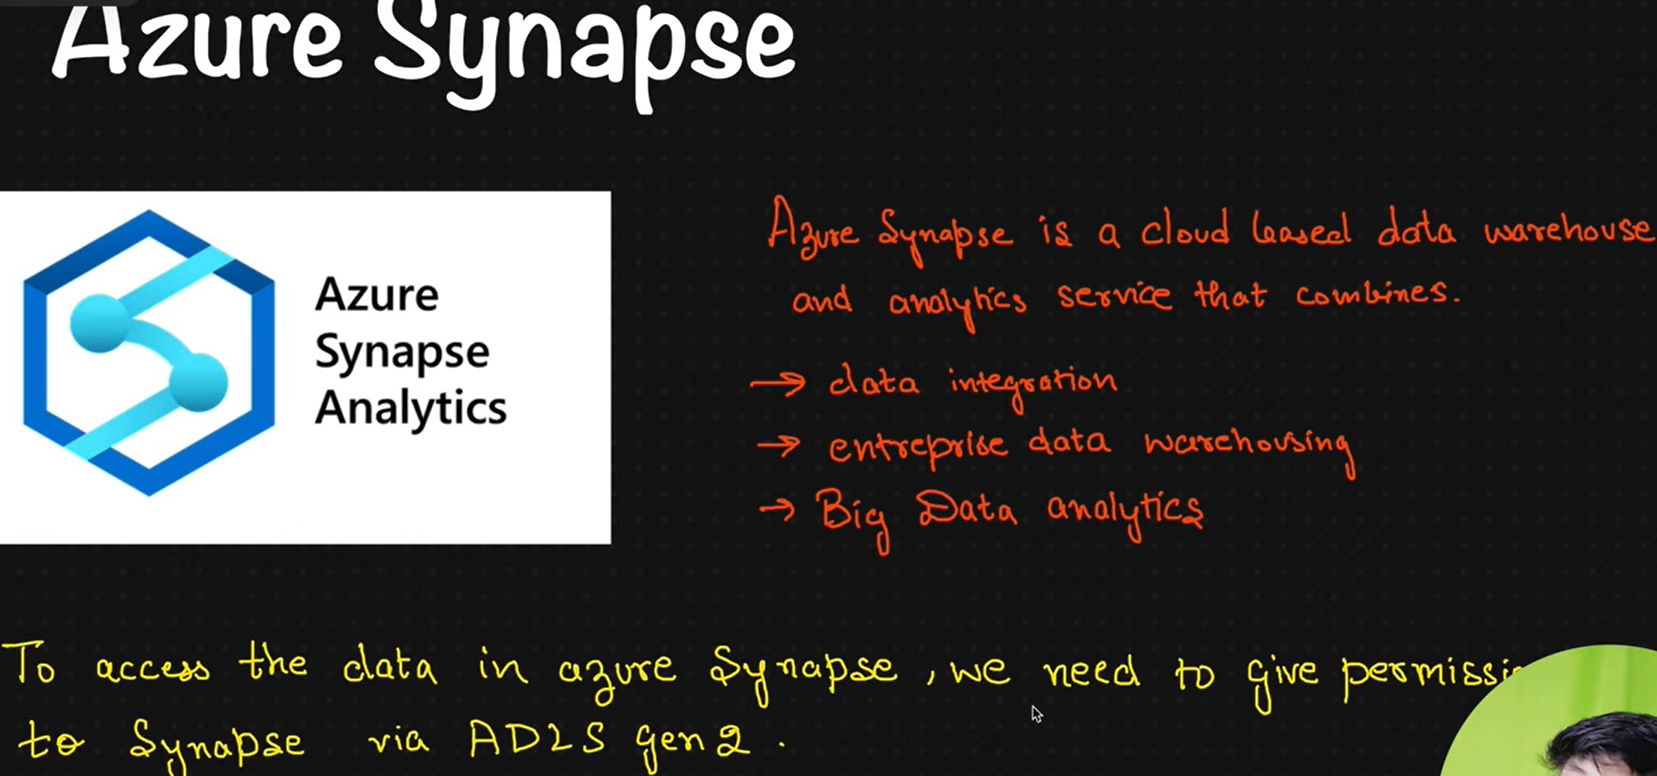 Azure Synapse
Azure
Synapse
Analytics
Azure Synapse is a cloud based data warehouse
and analytics service that combines.
→ data integration
→ entreprise data warehousing
→ Big Data analytics
To access the data in azure Synapse, we need to give permissi
to Synapse via ADLS gen2.